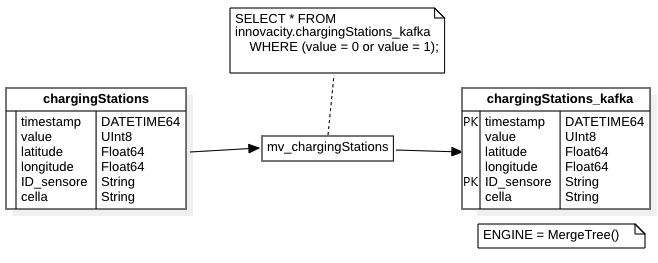 SELECT * FROM
innovacity.chargingStations_kafka
WHERE (value = 0 or value = 1);
chargingStations
timestamp DATETIME64
value UInt8
latitude Float64
longitude Float64
ID_sensore String
cella String
mv_chargingStations
chargingStations_kafka
PK timestamp DATETIME64
value UInt8
latitude Float64
longitude Float64
PK ID_sensore String
cella String
ENGINE = MergeTree()